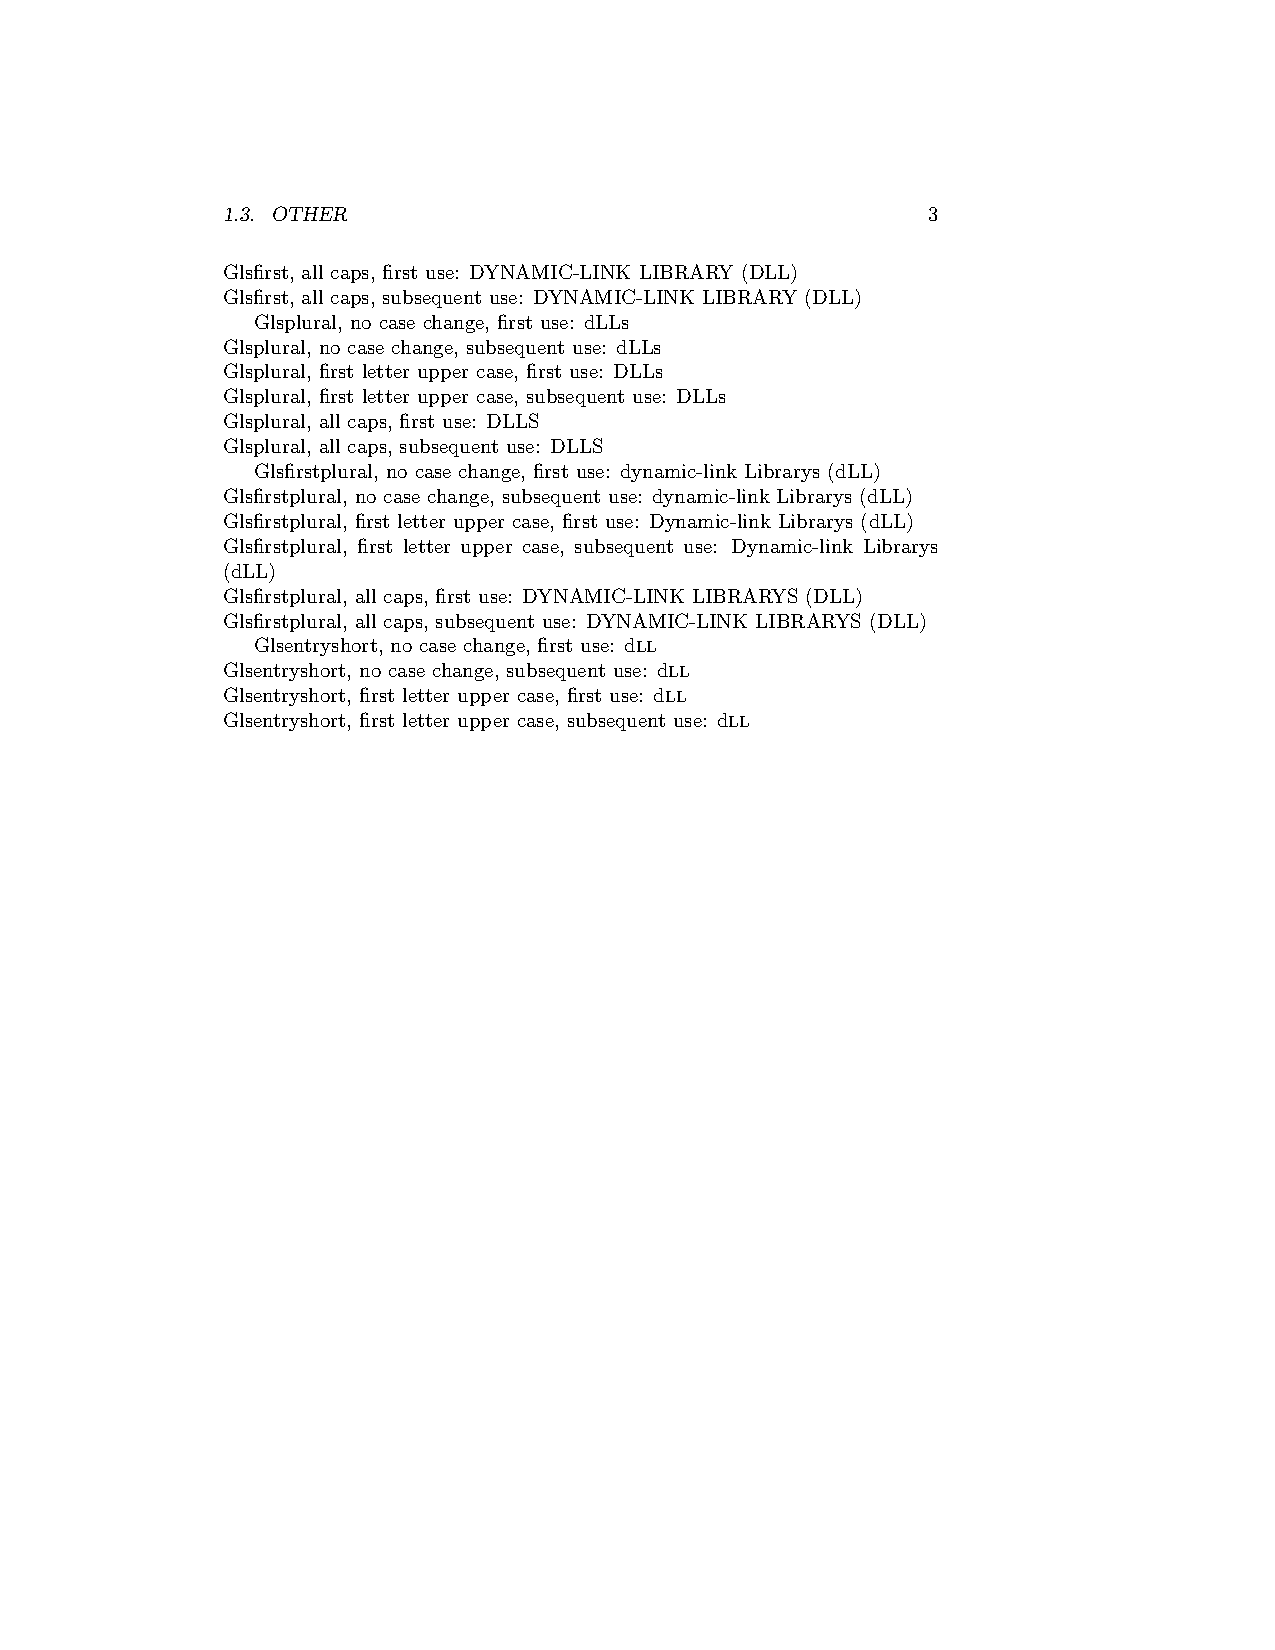 1.3. OTHER 3
Glsfirst, all caps, first use: DYNAMIC-LINK LIBRARY (DLL)
Glsfirst, all caps, subsequent use: DYNAMIC-LINK LIBRARY (DLL)
Glsplural, no case change, first use: dLLs
Glsplural, no case change, subsequent use: dLLs
Glsplural, first letter upper case, first use: DLLs
Glsplural, first letter upper case, subsequent use: DLLs
Glsplural, all caps, first use: DLLS
Glsplural, all caps, subsequent use: DLLS
Glsfirstplural, no case change, first use: dynamic-link Librarys (dLL)
Glsfirstplural, no case change, subsequent use: dynamic-link Librarys (dLL)
Glsfirstplural, first letter upper case, first use: Dynamic-link Librarys (dLL)
Glsfirstplural, first letter upper case, subsequent use: Dynamic-link Librarys
(dLL)
Glsfirstplural, all caps, first use: DYNAMIC-LINK LIBRARYS (DLL)
Glsfirstplural, all caps, subsequent use: DYNAMIC-LINK LIBRARYS (DLL)
Glsentryshort, no case change, first use: dʟʟ
Glsentryshort, no case change, subsequent use: dʟʟ
Glsentryshort, first letter upper case, first use: dʟʟ
Glsentryshort, first letter upper case, subsequent use: dʟʟ